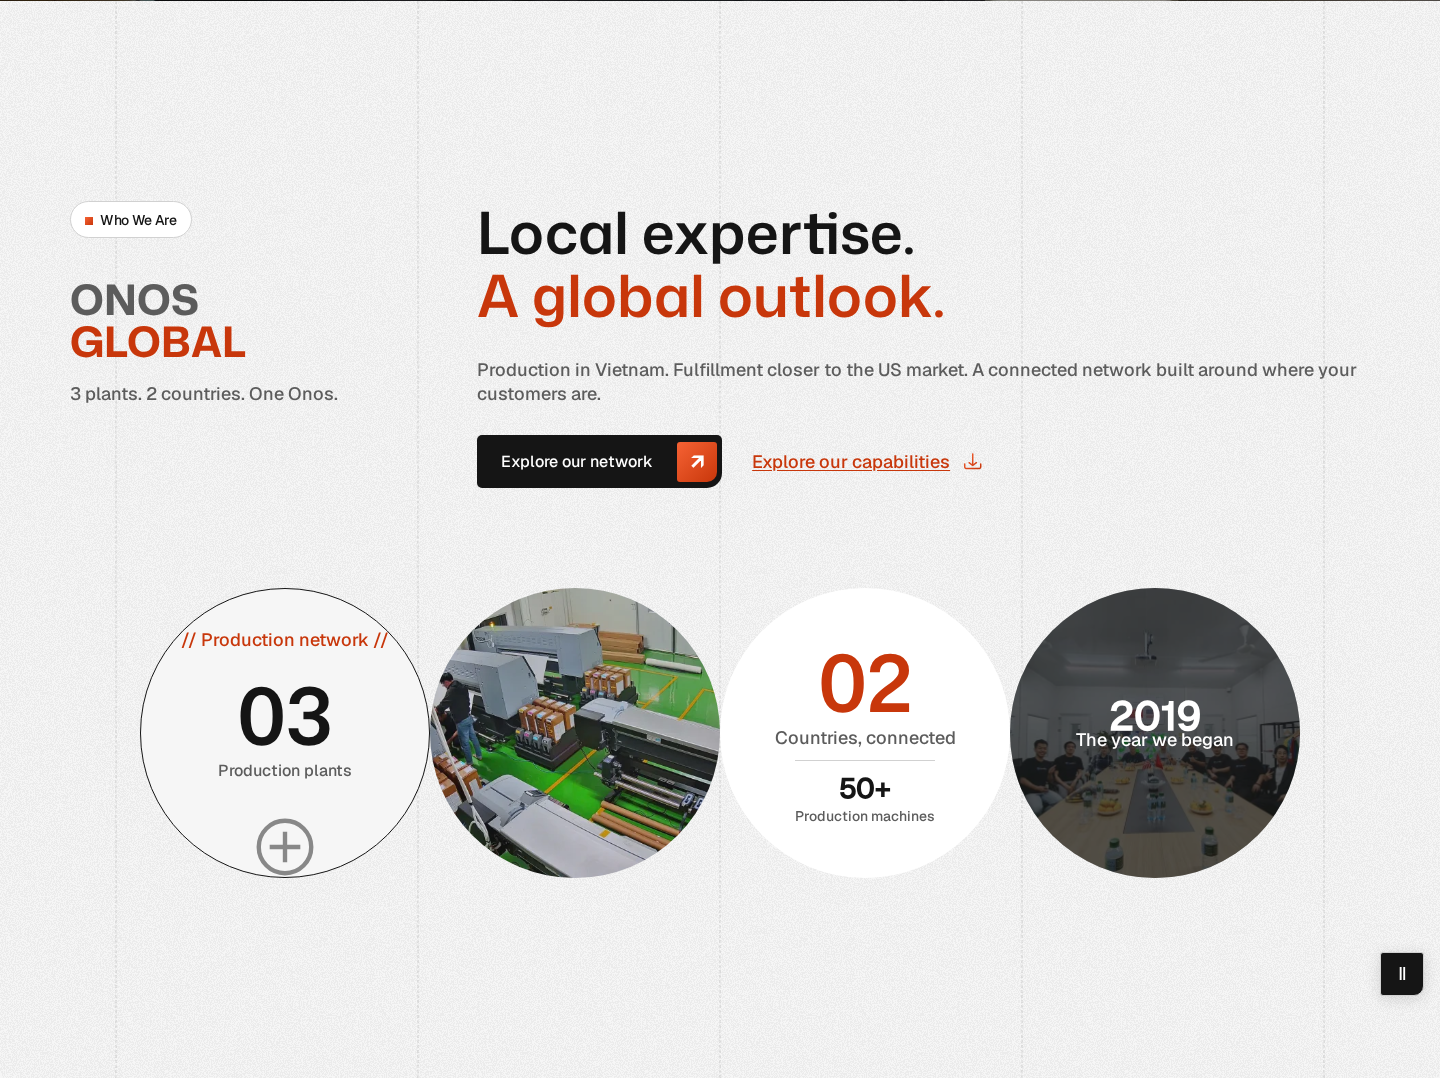 Who We Are
ONOS
GLOBAL
3 plants. 2 countries. One Onos.
Local expertise.
A global outlook.
Production in Vietnam. Fulfillment closer to the US market. A connected network built around where your
customers are.
Explore our network
Explore our capabilities
// Production network //
03
Production plants
02
Countries, connected
50+
Production machines
2019
The year we began